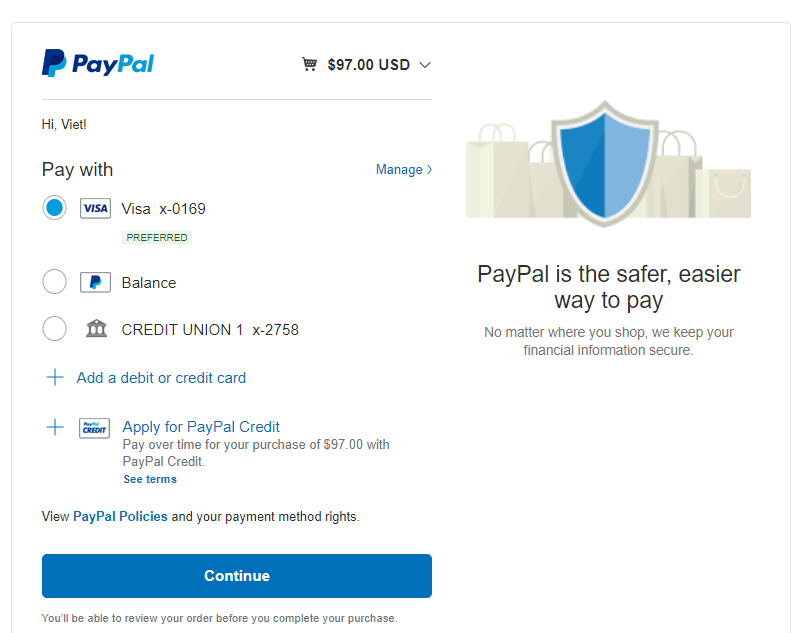 PayPal
$97.00 USD
Hi, Viet!
Pay with
Manage
VISA
Visa x-0169
PREFERRED
Balance
CREDIT UNION 1 x-2758
Add a debit or credit card
PayPal
CREDIT
Apply for PayPal Credit
Pay over time for your purchase of $97.00 with
PayPal Credit.
See terms
View PayPal Policies and your payment method rights.
Continue
You'll be able to review your order before you complete your purchase.
PayPal is the safer, easier
way to pay
No matter where you shop, we keep your
financial information secure.